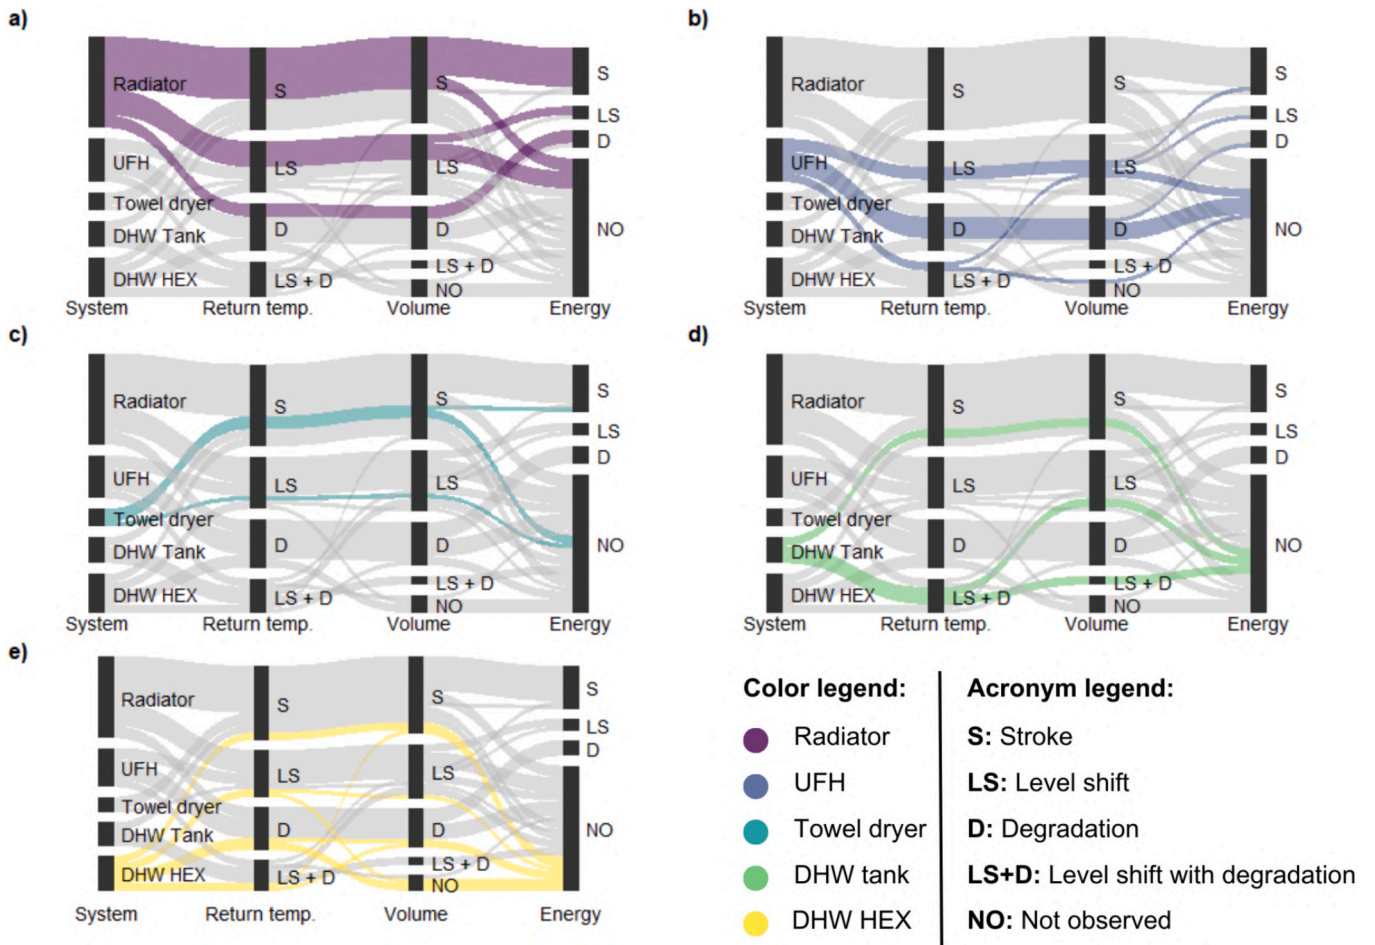 a)
Radiator
UFH
Towel dryer
DHW Tank
DHW HEX
S
LS
D
LS + D
S
LS
D
LS + D
NO
S
LS
D
NO
System Return temp. Volume Energy
b)
Radiator
UFH
Towel dryer
DHW Tank
DHW HEX
S
LS
D
LS + D
S
LS
D
LS + D
NO
S
LS
D
NO
System Return temp. Volume Energy
c)
Radiator
UFH
Towel dryer
DHW Tank
DHW HEX
S
LS
D
LS + D
S
LS
D
LS + D
NO
S
LS
D
NO
System Return temp. Volume Energy
d)
Radiator
UFH
Towel dryer
DHW Tank
DHW HEX
S
LS
D
LS + D
S
LS
D
LS + D
NO
S
LS
D
NO
System Return temp. Volume Energy
e)
Radiator
UFH
Towel dryer
DHW Tank
DHW HEX
S
LS
D
LS + D
S
LS
D
LS + D
NO
S
LS
D
NO
System Return temp. Volume Energy
Color legend:
Radiator
UFH
Towel dryer
DHW tank
DHW HEX
Acronym legend:
S: Stroke
LS: Level shift
D: Degradation
LS+D: Level shift with degradation
NO: Not observed